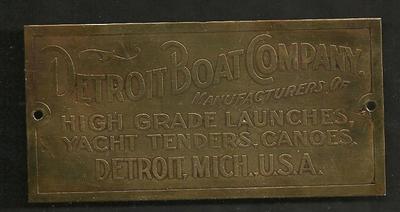 DETROIT BOAT COMPANY,
MANUFACTURERS OF
HIGH GRADE LAUNCHES,
YACHT TENDERS. CANOES.
DETROIT, MICH., U.S.A.